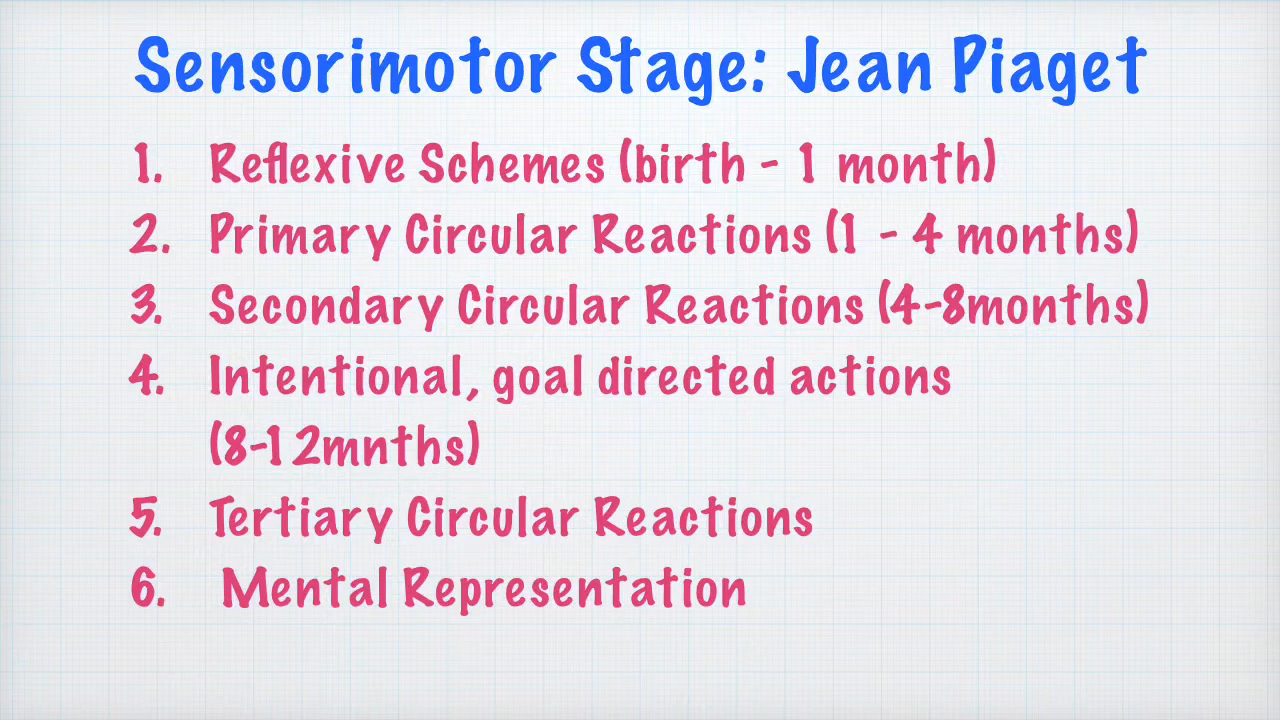 Sensorimotor Stage: Jean Piaget
1. Reflexive Schemes (birth - 1 month)
2. Primary Circular Reactions (1 - 4 months)
3. Secondary Circular Reactions (4-8months)
4. Intentional, goal directed actions
(8-12mnths)
5. Tertiary Circular Reactions
6. Mental Representation